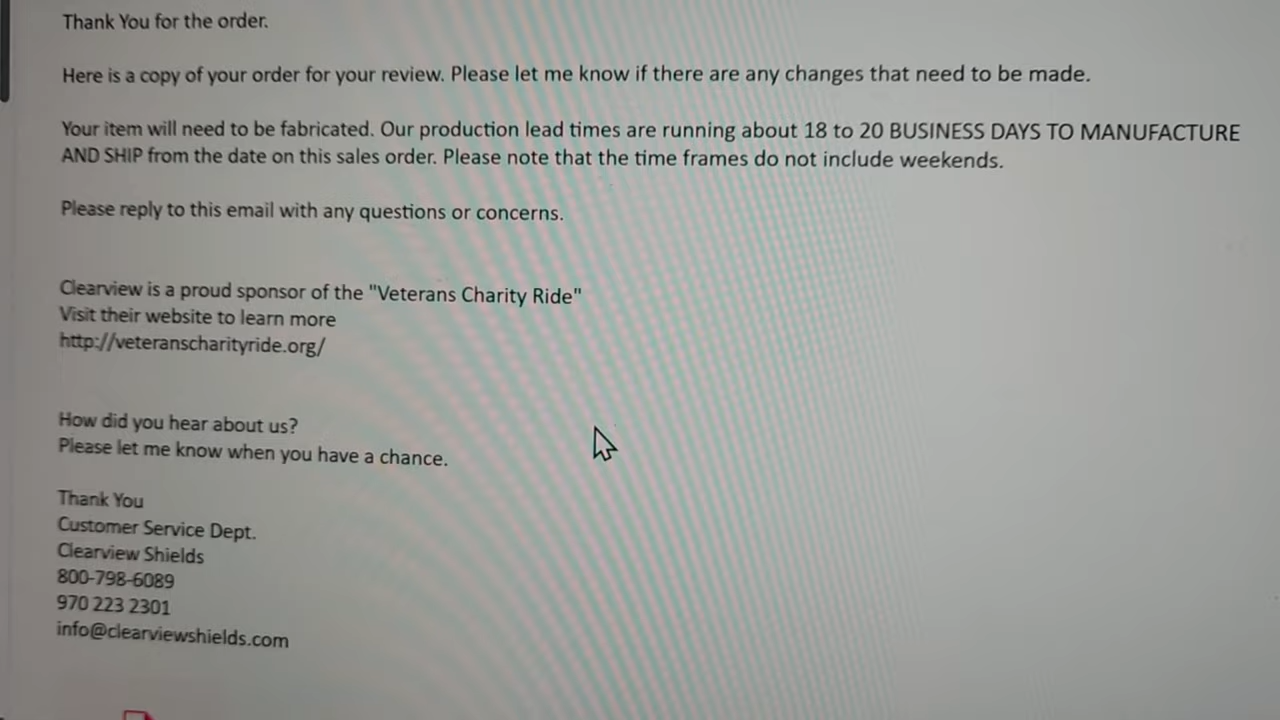 Thank You for the order.
Here is a copy of your order for your review. Please let me know if there are any changes that need to be made.
Your item will need to be fabricated. Our production lead times are running about 18 to 20 BUSINESS DAYS TO MANUFACTURE
AND SHIP from the date on this sales order. Please note that the time frames do not include weekends.
Please reply to this email with any questions or concerns.
Clearview is a proud sponsor of the "Veterans Charity Ride"
Visit their website to learn more
http://veteranscharityride.org/
How did you hear about us?
Please let me know when you have a chance.
Thank You
Customer Service Dept.
Clearview Shields
800-798-6089
970 223 2301
info@clearviewshields.com